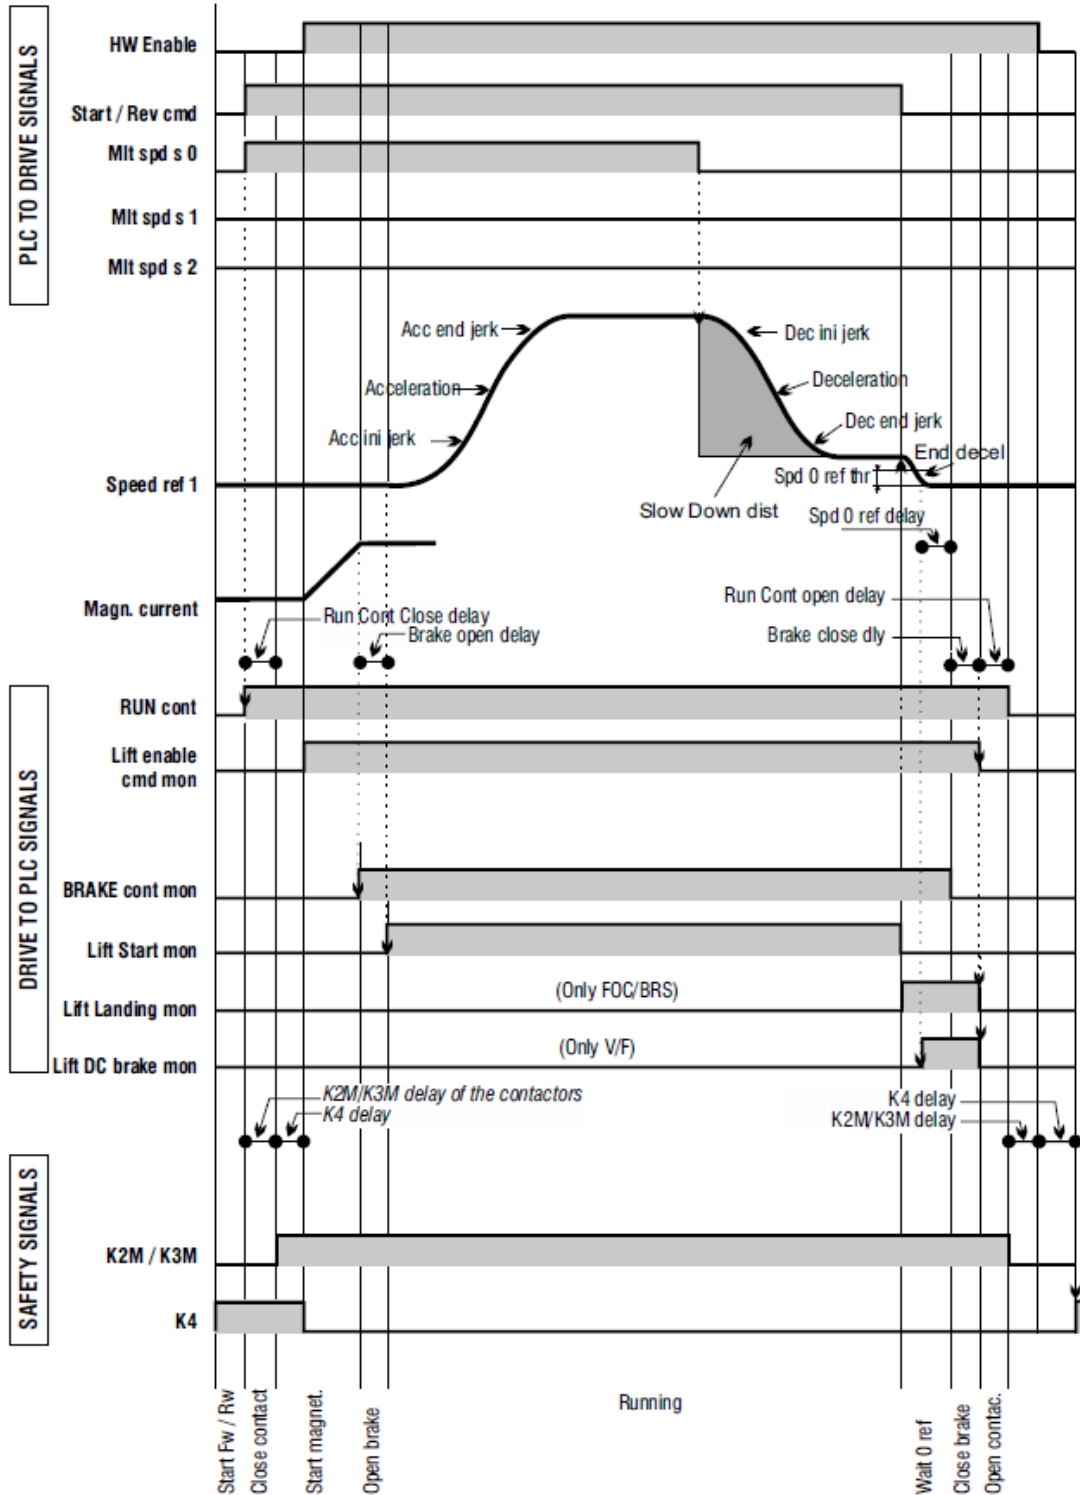 PLC TO DRIVE SIGNALS
HW Enable
Start / Rev cmd
Mlt spd s 0
Mlt spd s 1
Mlt spd s 2
Acc end jerk
Dec ini jerk
Acceleration
Deceleration
Acc ini jerk
Dec end jerk
End decel
Spd 0 ref thr
Speed ref 1
Slow Down dist
Spd 0 ref delay
Magn. current
Run Cont Close delay
Brake open delay
Run Cont open delay
Brake close dly
DRIVE TO PLC SIGNALS
RUN cont
Lift enable
cmd mon
BRAKE cont mon
Lift Start mon
(Only FOC/BRS)
Lift Landing mon
(Only V/F)
Lift DC brake mon
K2M/K3M delay of the contactors
K4 delay
K4 delay
K2M/K3M delay
SAFETY SIGNALS
K2M / K3M
K4
Start Fw / Rw
Close contact
Start magnet.
Open brake
Running
Wait 0 ref
Close brake
Open contac.